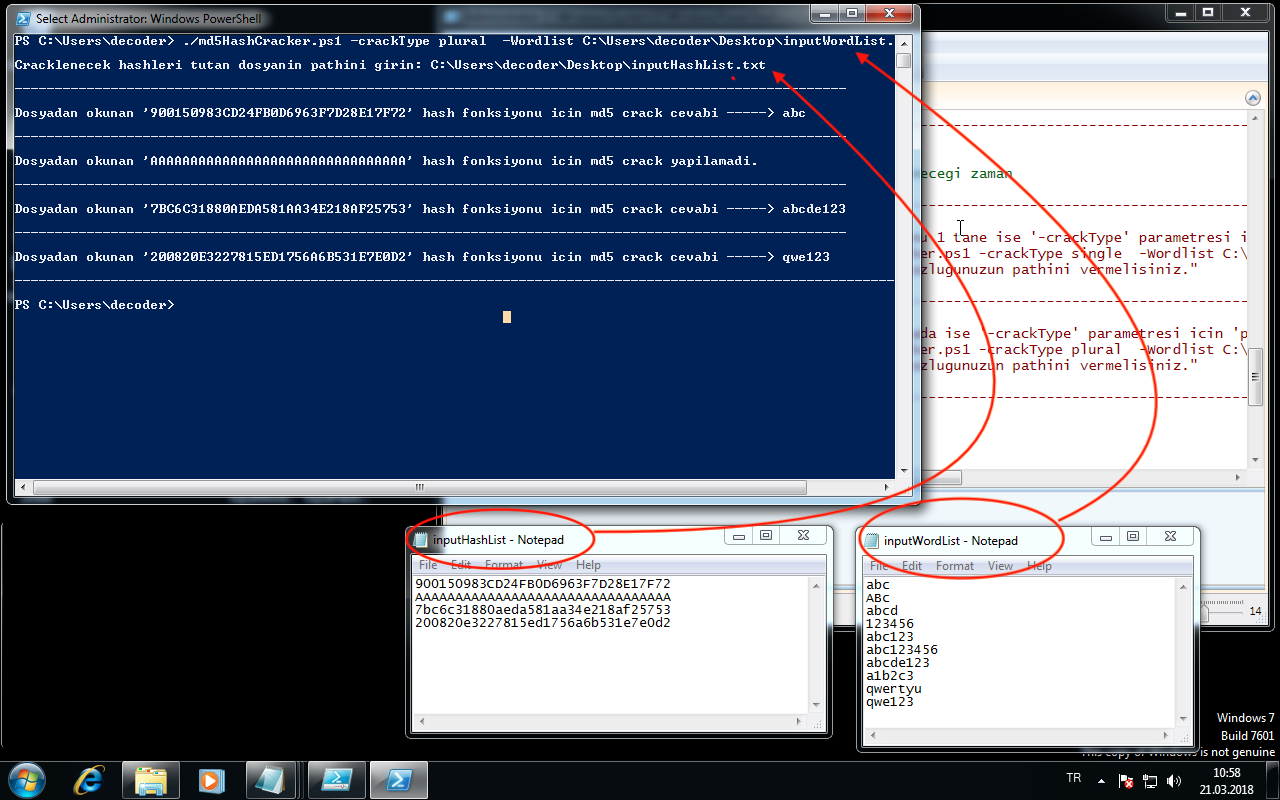 Select Administrator: Windows PowerShell
PS C:\Users\decoder> ./md5HashCracker.ps1 -crackType plural  -Wordlist C:\Users\decoder\Desktop\inputWordList.
Cracklenecek hashleri tutan dosyanin pathini girin: C:\Users\decoder\Desktop\inputHashList.txt
Dosyadan okunan '900150983CD24FB0D6963F7D28E17F72' hash fonksiyonu icin md5 crack cevabi -----> abc
Dosyadan okunan 'AAAAAAAAAAAAAAAAAAAAAAAAAAAAAAAA' hash fonksiyonu icin md5 crack yapilamadi.
Dosyadan okunan '7BC6C31880AEDA581AA34E218AF25753' hash fonksiyonu icin md5 crack cevabi -----> abcde123
Dosyadan okunan '200820E3227815ED1756A6B531E7E0D2' hash fonksiyonu icin md5 crack cevabi -----> qwe123
PS C:\Users\decoder>
ecegi zaman
u 1 tane ise '-crackType' parametresi i
er.ps1 -crackType single  -Wordlist C:\
zlugunuzun pathini vermelisiniz."
da ise '-crackType' parametresi icin 'p
er.ps1 -crackType plural  -Wordlist C:\
zlugunuzun pathini vermelisiniz."
14
inputHashList - Notepad
File Edit Format View Help
900150983CD24FB0D6963F7D28E17F72
AAAAAAAAAAAAAAAAAAAAAAAAAAAAAAAA
7bc6c31880aeda581aa34e218af25753
200820e3227815ed1756a6b531e7e0d2
inputWordList - Notepad
File Edit Format View Help
abc
ABc
abcd
123456
abc123
abc123456
abcde123
a1b2c3
qwertyu
qwe123
Windows 7
Build 7601
This copy of Windows is not genuine
TR
10:58
21.03.2018